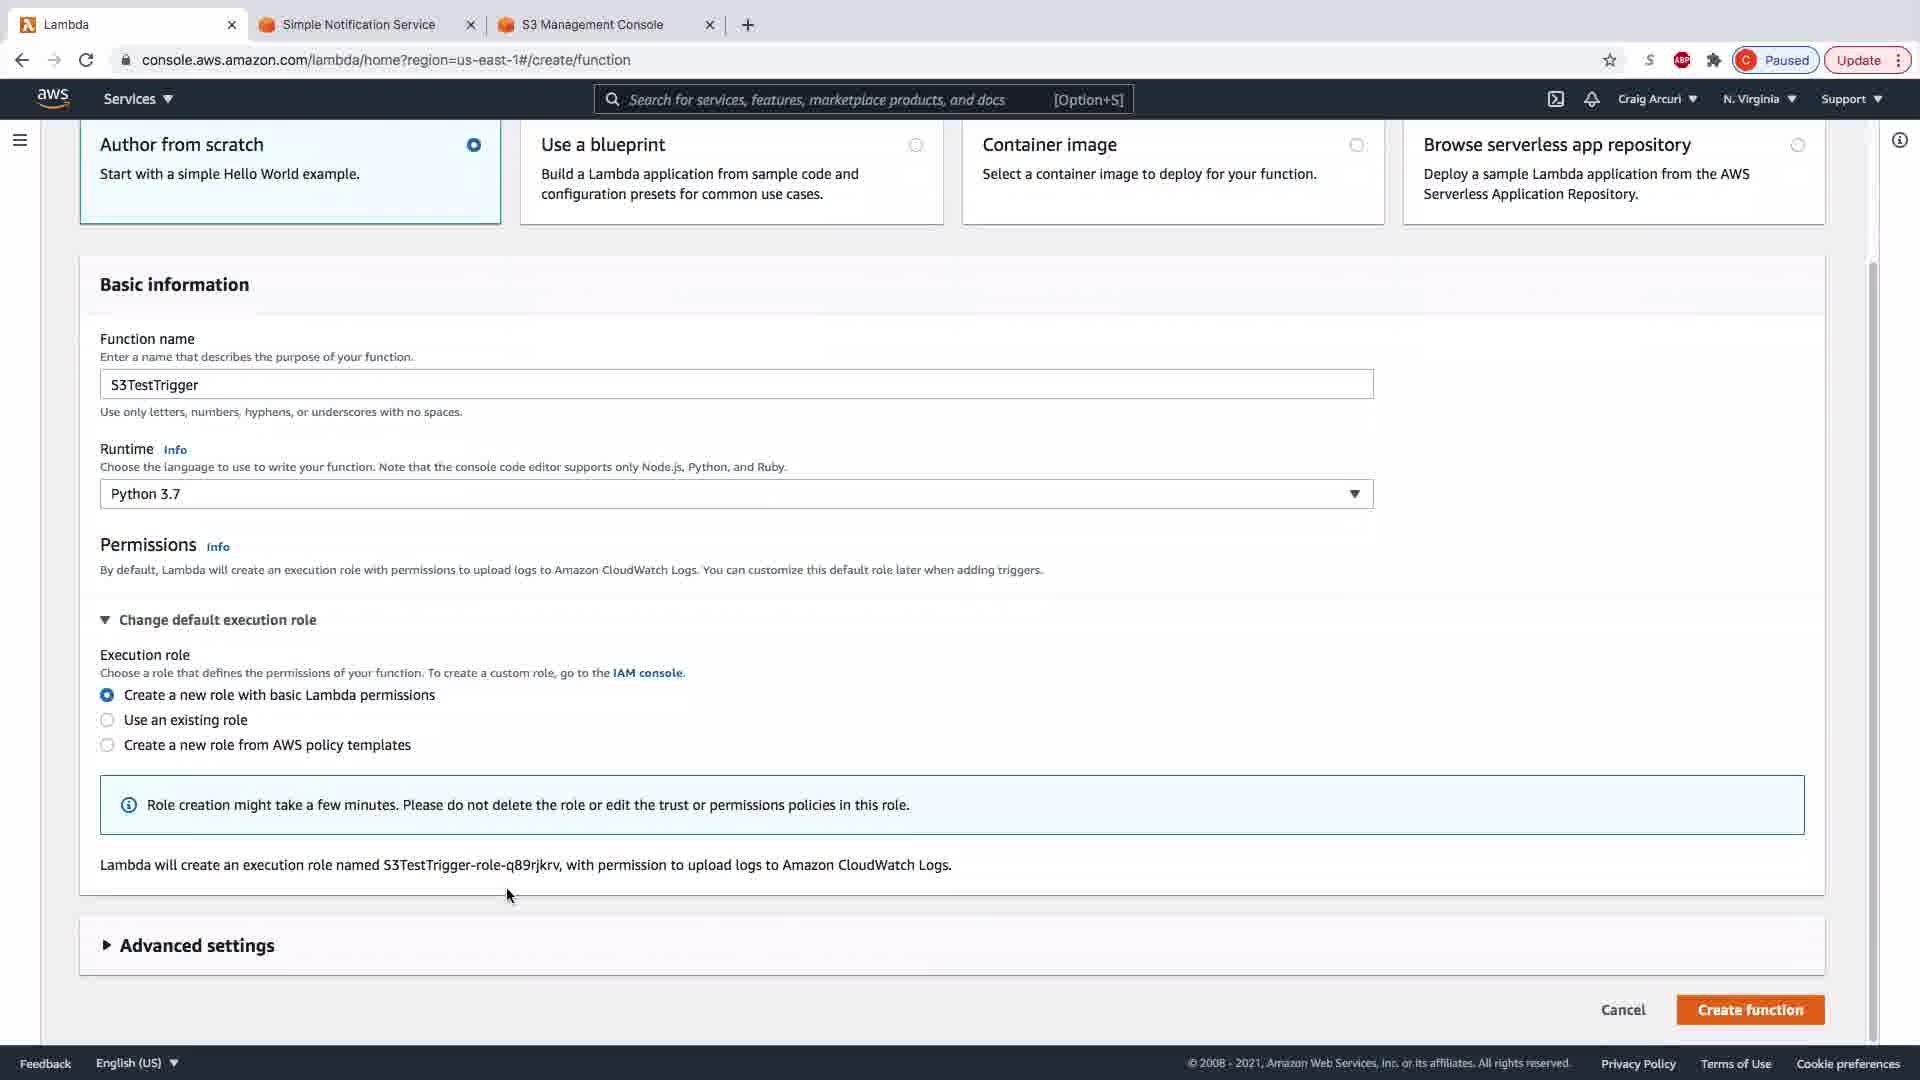 Lambda
Simple Notification Service
S3 Management Console
console.aws.amazon.com/lambda/home?region=us-east-1#/create/function
S
ABP
C Paused
Update
aws
Services
Search for services, features, marketplace products, and docs [Option+S]
Craig Arcuri
N. Virginia
Support
Author from scratch
Start with a simple Hello World example.
Use a blueprint
Build a Lambda application from sample code and
configuration presets for common use cases.
Container image
Select a container image to deploy for your function.
Browse serverless app repository
Deploy a sample Lambda application from the AWS
Serverless Application Repository.
Basic information
Function name
Enter a name that describes the purpose of your function.
S3TestTrigger
Use only letters, numbers, hyphens, or underscores with no spaces.
Runtime Info
Choose the language to use to write your function. Note that the console code editor supports only Node.js, Python, and Ruby.
Python 3.7
Permissions Info
By default, Lambda will create an execution role with permissions to upload logs to Amazon CloudWatch Logs. You can customize this default role later when adding triggers.
Change default execution role
Execution role
Choose a role that defines the permissions of your function. To create a custom role, go to the IAM console.
Create a new role with basic Lambda permissions
Use an existing role
Create a new role from AWS policy templates
Role creation might take a few minutes. Please do not delete the role or edit the trust or permissions policies in this role.
Lambda will create an execution role named S3TestTrigger-role-q89rjkrv, with permission to upload logs to Amazon CloudWatch Logs.
Advanced settings
Cancel
Create function
Feedback
English (US)
© 2008 - 2021, Amazon Web Services, Inc. or its affiliates. All rights reserved.
Privacy Policy
Terms of Use
Cookie preferences